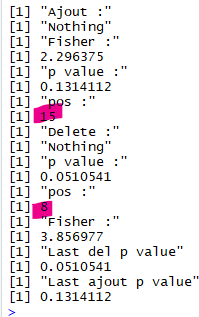 [1] "Ajout :"
[1] "Nothing"
[1] "Fisher :"
[1] 2.296375
[1] "p value :"
[1] 0.1314112
[1] "pos :"
[1] 15
[1] "Delete :"
[1] "Nothing"
[1] "p value :"
[1] 0.0510541
[1] "pos :"
[1] 8
[1] "Fisher :"
[1] 3.856977
[1] "Last del p value"
[1] 0.0510541
[1] "Last ajout p value"
[1] 0.1314112
>